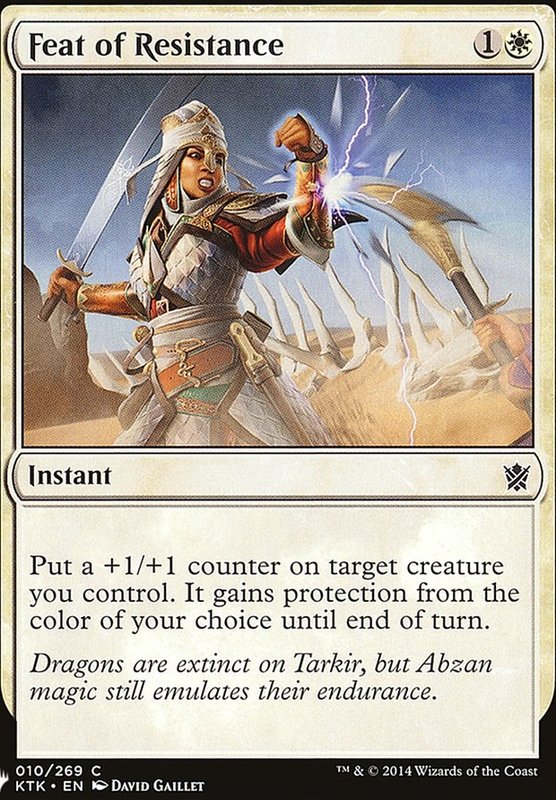 Feat of Resistance 1
Instant
Put a +1/+1 counter on target creature
you control. It gains protection from the
color of your choice until end of turn.
Dragons are extinct on Tarkir, but Abzan
magic still emulates their endurance.
010/269 C
KTK • EN DAVID GAILLET
™ & © 2014 Wizards of the Coast